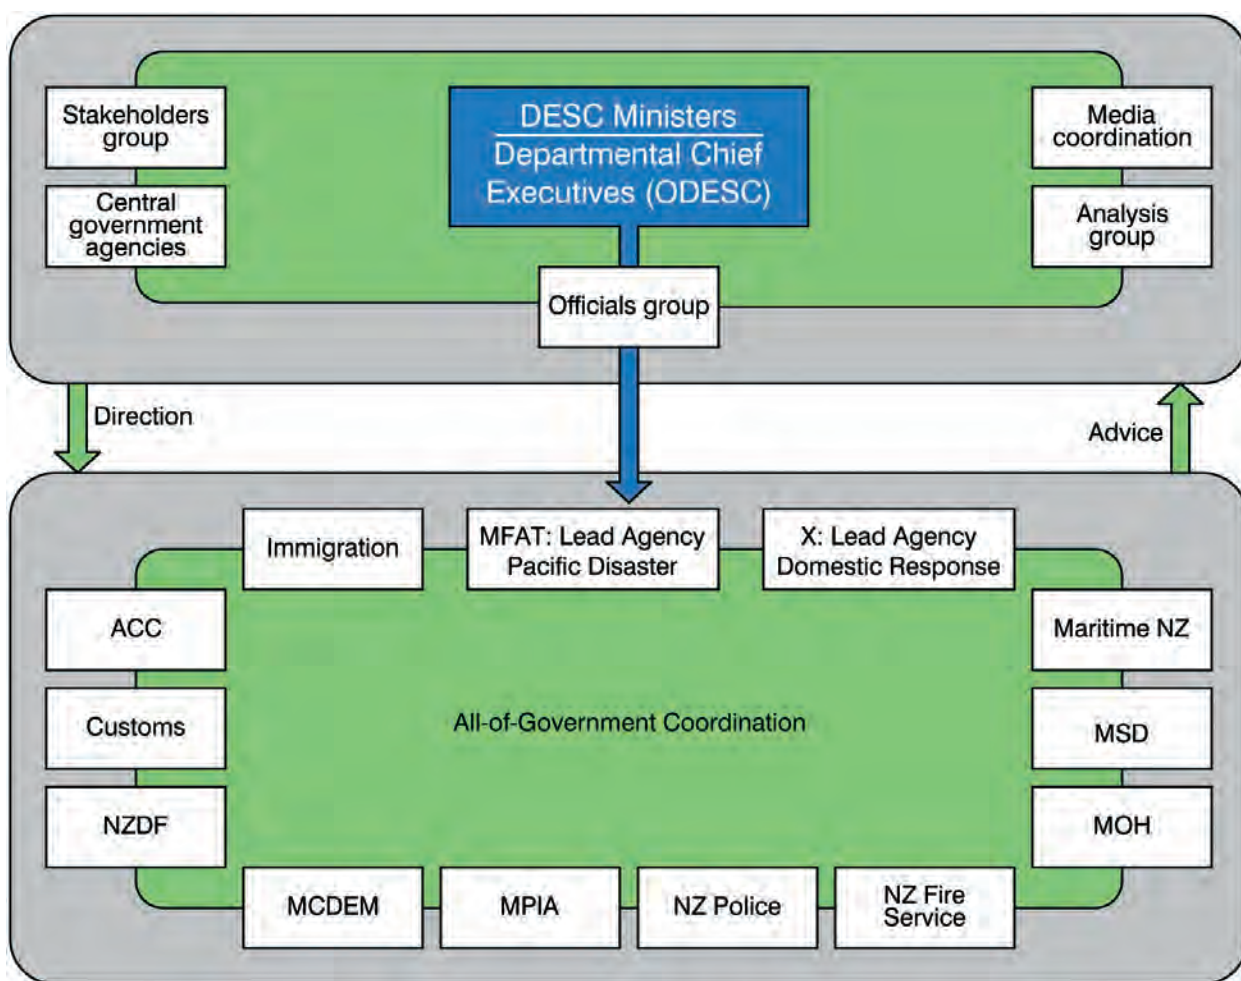 Stakeholders
group
DESC Ministers
Departmental Chief
Executives (ODESC)
Media
coordination
Central
government
agencies
Analysis
group
Officials group
Direction
Advice
Immigration
MFAT: Lead Agency
Pacific Disaster
X: Lead Agency
Domestic Response
ACC
Maritime NZ
Customs
All-of-Government Coordination
MSD
NZDF
MOH
MCDEM
MPIA
NZ Police
NZ Fire
Service